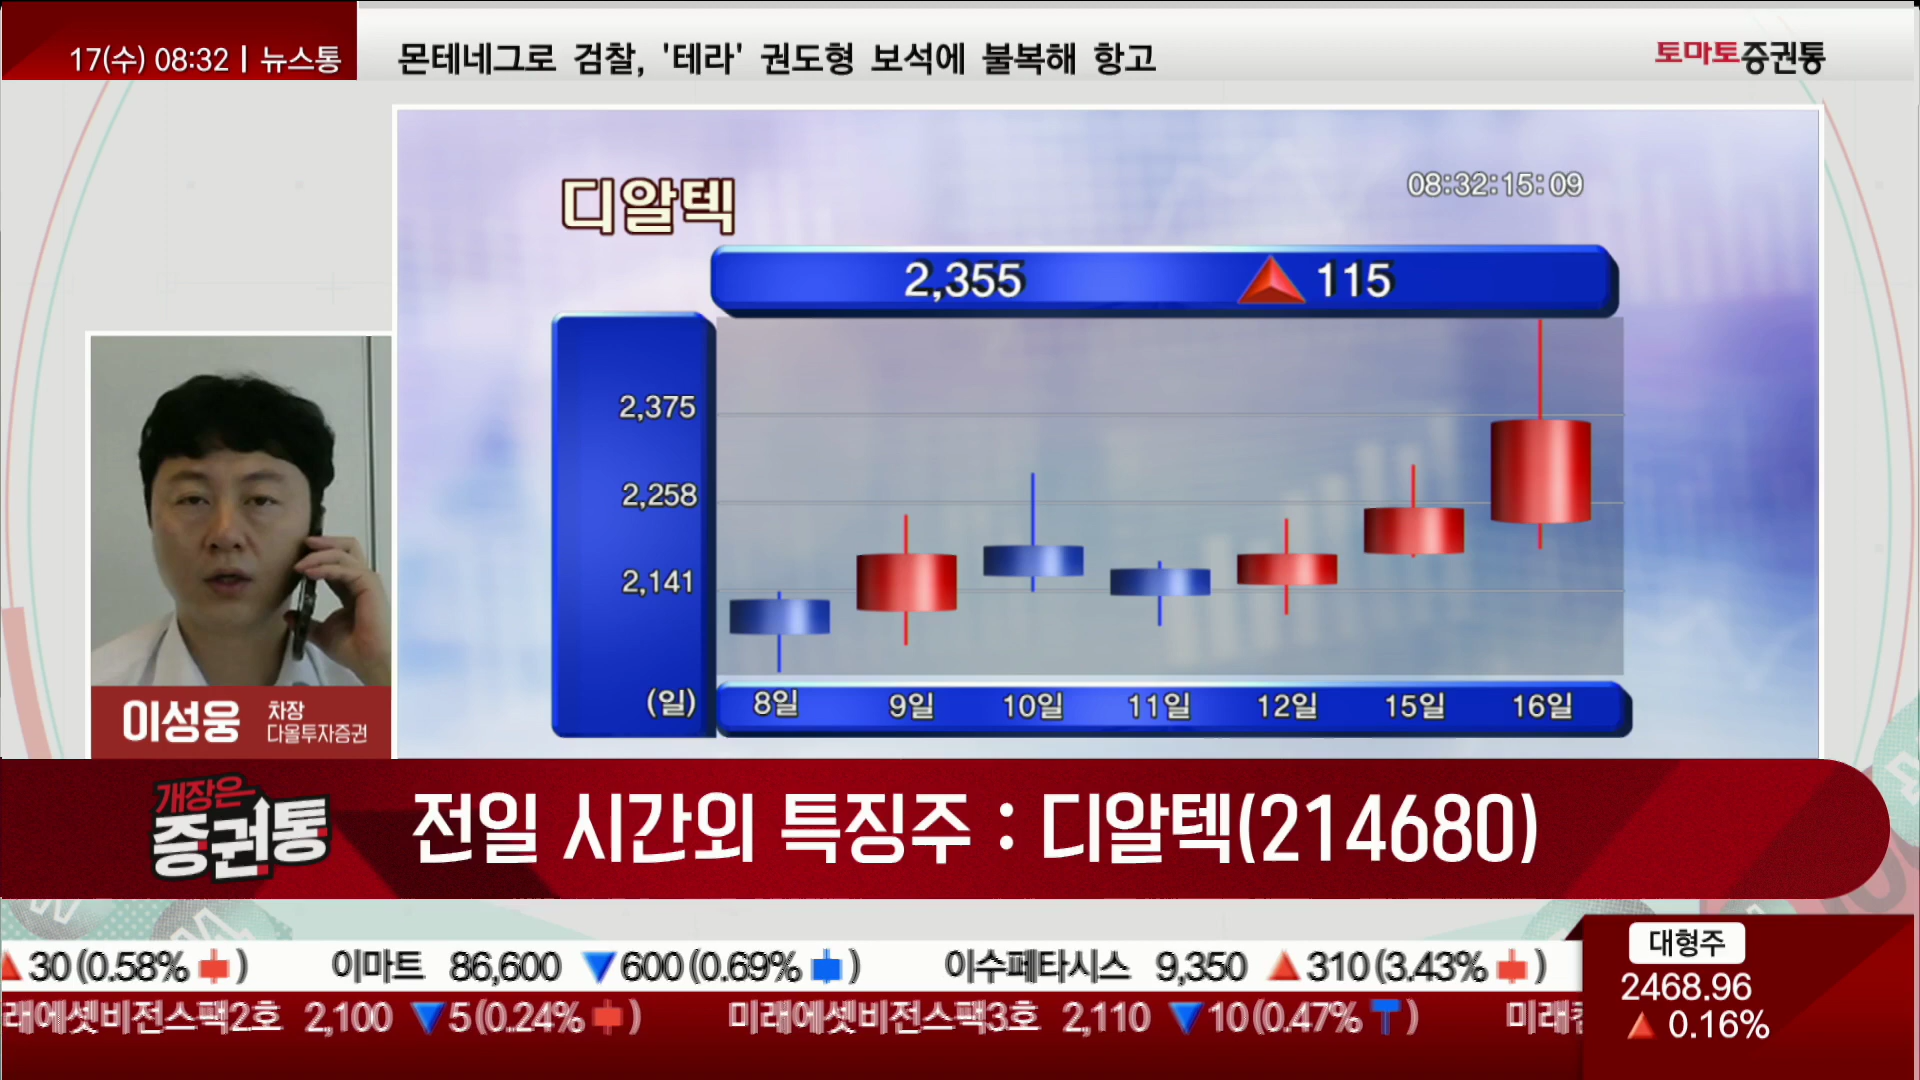 17(수) 08:32 | 뉴스통
몬테네그로 검찰, '테라' 권도형 보석에 불복해 항고
토마토증권통
디알텍
08:32:15:09
2,355 ▲ 115
2,375
2,258
2,141
(일) 8일 9일 10일 11일 12일 15일 16일
이성웅 차장 다올투자증권
개장은 증권통
전일 시간외 특징주 : 디알텍(214680)
▲30(0.58% ) 이마트 86,600 ▼600(0.69% ) 이수페타시스 9,350 ▲310(3.43% )
래에셋비전스팩2호 2,100 ▼5(0.24% ) 미래에셋비전스팩3호 2,110 ▼10(0.47% ) 미래
대형주
2468.96
▲ 0.16%